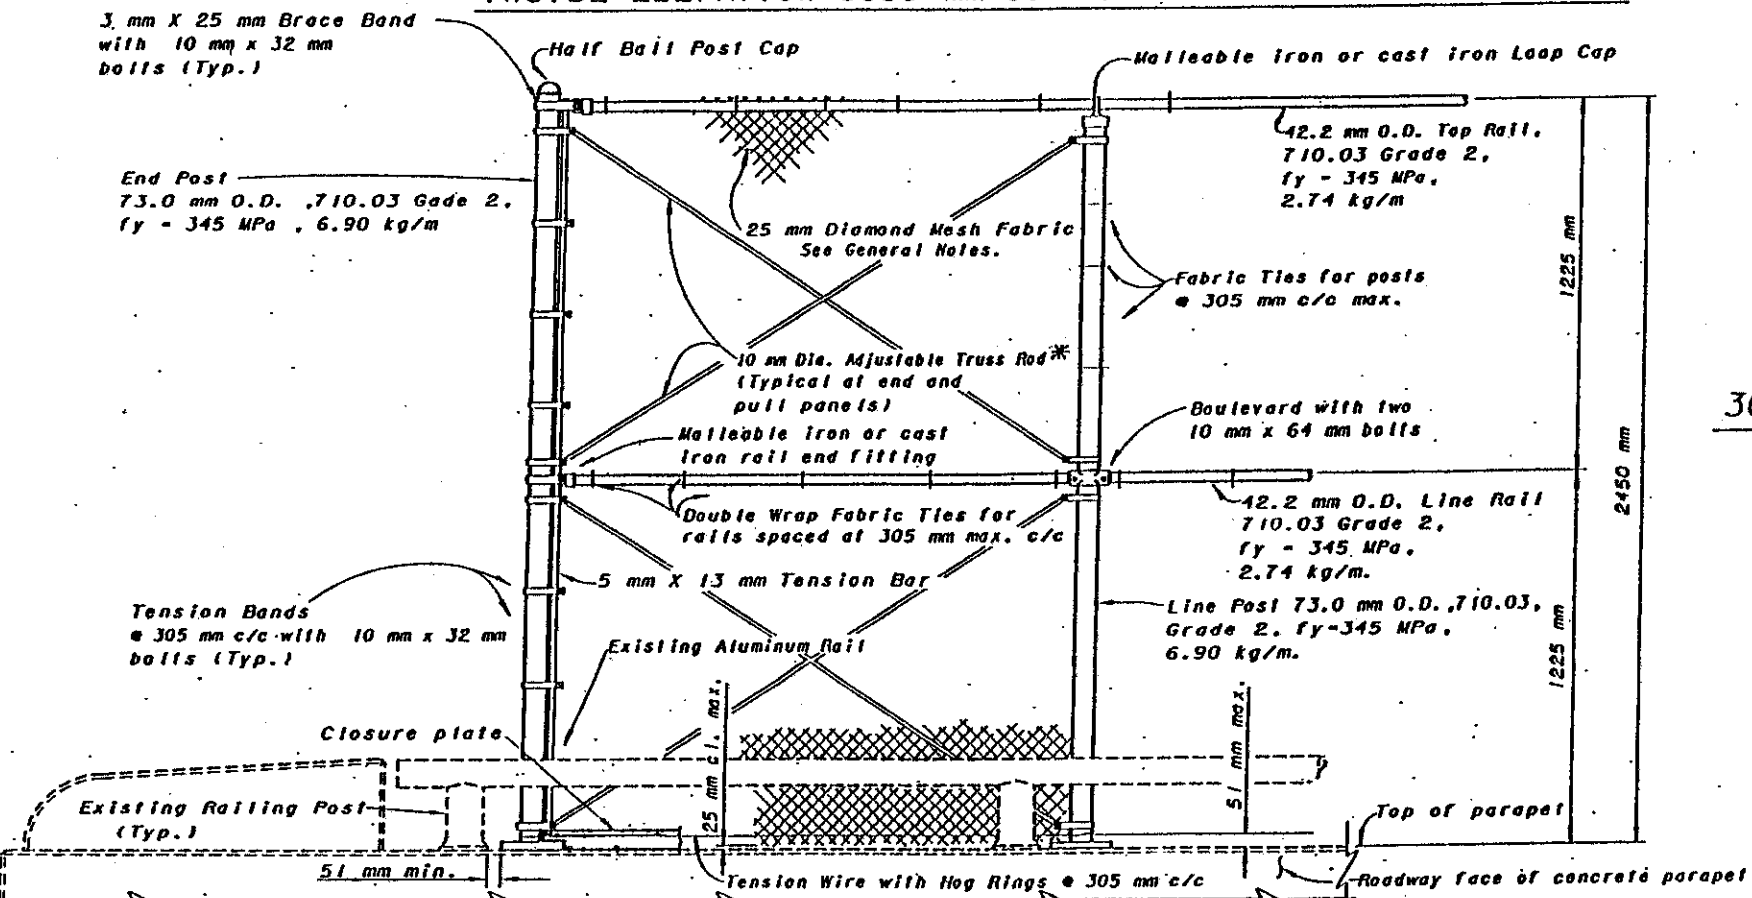 3 mm X 25 mm Brace Band
with 10 mm x 32 mm
bolts (Typ.)
Half Bail Post Cap
Malleable iron or cast iron Loop Cap
42.2 mm O.D. Top Rail,
710.03 Grade 2,
fy - 345 MPa,
2.74 kg/m
End Post
73.0 mm O.D. ,710.03 Gade 2,
fy - 345 MPa , 6.90 kg/m
25 mm Diamond Mesh Fabric
See General Notes.
1225 mm
Fabric Ties for posts
@ 305 mm c/c max.
10 mm Dia. Adjustable Truss Rod*
(Typical at end and
pull panels)
Malleable iron or cast
iron rail end fitting
Boulevard with two
10 mm x 64 mm bolts
2450 mm
Double Wrap Fabric Ties for
rails spaced at 305 mm max. c/c
42.2 mm O.D. Line Rail
710.03 Grade 2,
fy - 345 MPa,
2.74 kg/m.
5 mm X 13 mm Tension Bar
Tension Bands
@ 305 mm c/c with 10 mm x 32 mm
bolts (Typ.)
Line Post 73.0 mm O.D.,710.03,
Grade 2, fy-345 MPa,
6.90 kg/m.
1225 mm
Existing Aluminum Rail
Closure plate
25 mm cl. max.
51 mm max.
Existing Railing Post
(Typ.)
Top of parapet
51 mm min.
Tension Wire with Hog Rings @ 305 mm c/c
Roadway face of concrete parapet